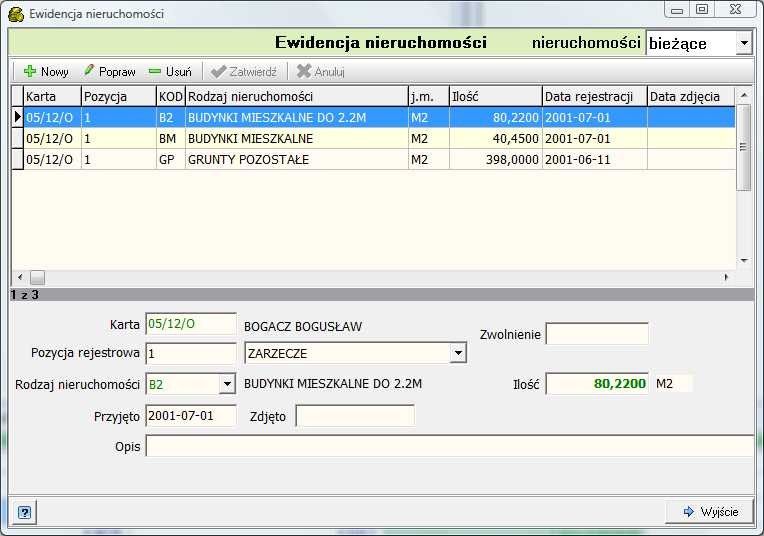 Ewidencja nieruchomości
Ewidencja nieruchomości nieruchomości bieżące
Nowy Popraw Usuń Zatwierdź Anuluj
Karta Pozycja KOD Rodzaj nieruchomości j.m. Ilość Data rejestracji Data zdjęcia
05/12/O 1 B2 BUDYNKI MIESZKALNE DO 2.2M M2 80,2200 2001-07-01
05/12/O 1 BM BUDYNKI MIESZKALNE M2 40,4500 2001-07-01
05/12/O 1 GP GRUNTY POZOSTAŁE M2 398,0000 2001-06-11
1 z 3
Karta 05/12/O BOGACZ BOGUSŁAW Zwolnienie
Pozycja rejestrowa 1 ZARZECZE
Rodzaj nieruchomości B2 BUDYNKI MIESZKALNE DO 2.2M Ilość 80,2200 M2
Przyjęto 2001-07-01 Zdjęto
Opis
? Wyjście